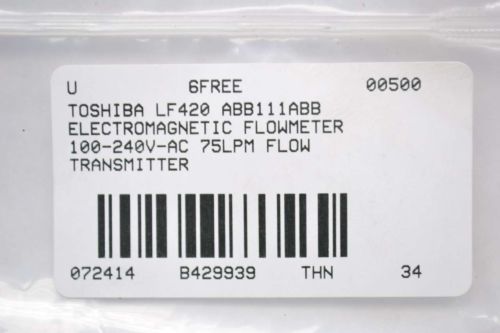 U 6FREE 00500
TOSHIBA LF420 ABB111ABB
ELECTROMAGNETIC FLOWMETER
100-240V-AC 75LPM FLOW
TRANSMITTER
072414 B429939 THN 34